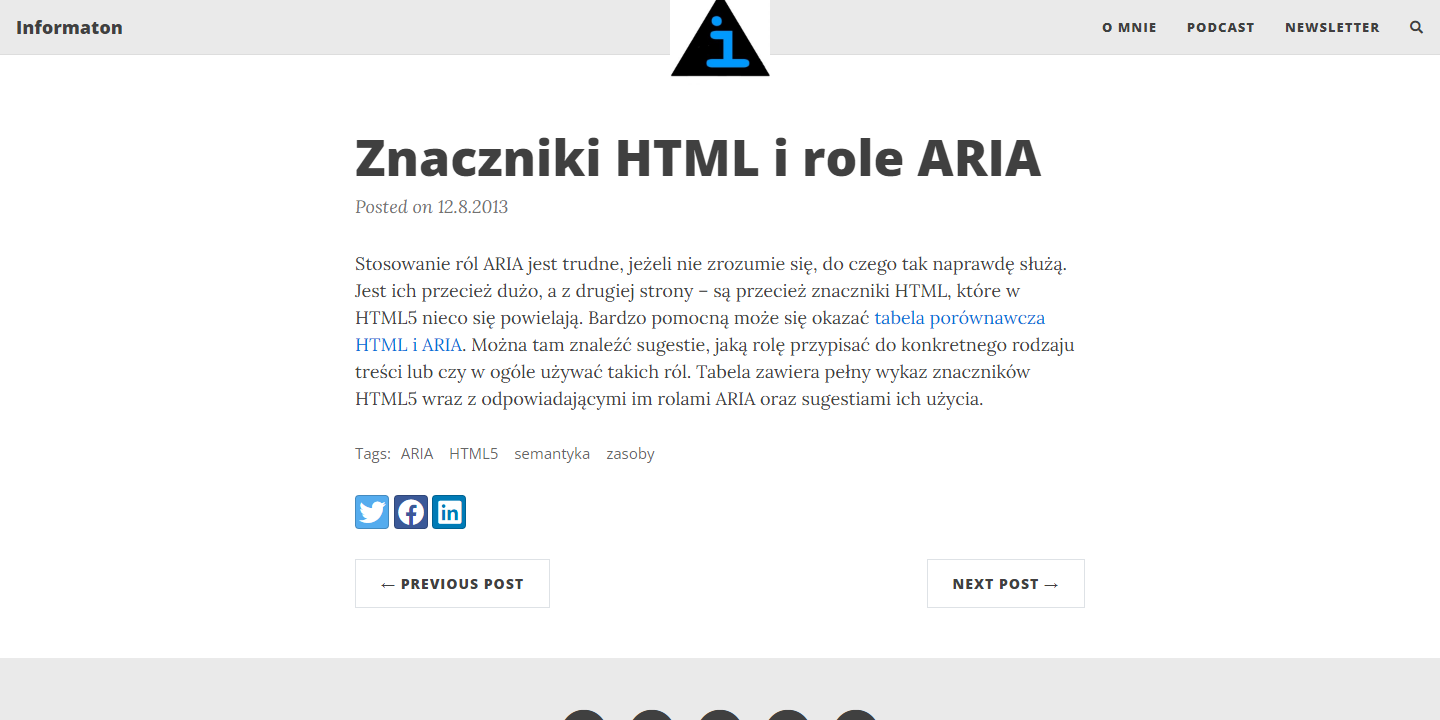 Informaton
i
O MNIE
PODCAST
NEWSLETTER
Znaczniki HTML i role ARIA
Posted on 12.8.2013
Stosowanie ról ARIA jest trudne, jeżeli nie zrozumie się, do czego tak naprawdę służą.
Jest ich przecież dużo, a z drugiej strony – są przecież znaczniki HTML, które w
HTML5 nieco się powielają. Bardzo pomocną może się okazać tabela porównawcza
HTML i ARIA. Można tam znaleźć sugestie, jaką rolę przypisać do konkretnego rodzaju
treści lub czy w ogóle używać takich ról. Tabela zawiera pełny wykaz znaczników
HTML5 wraz z odpowiadającymi im rolami ARIA oraz sugestiami ich użycia.
Tags: ARIA HTML5 semantyka zasoby
← PREVIOUS POST
NEXT POST →